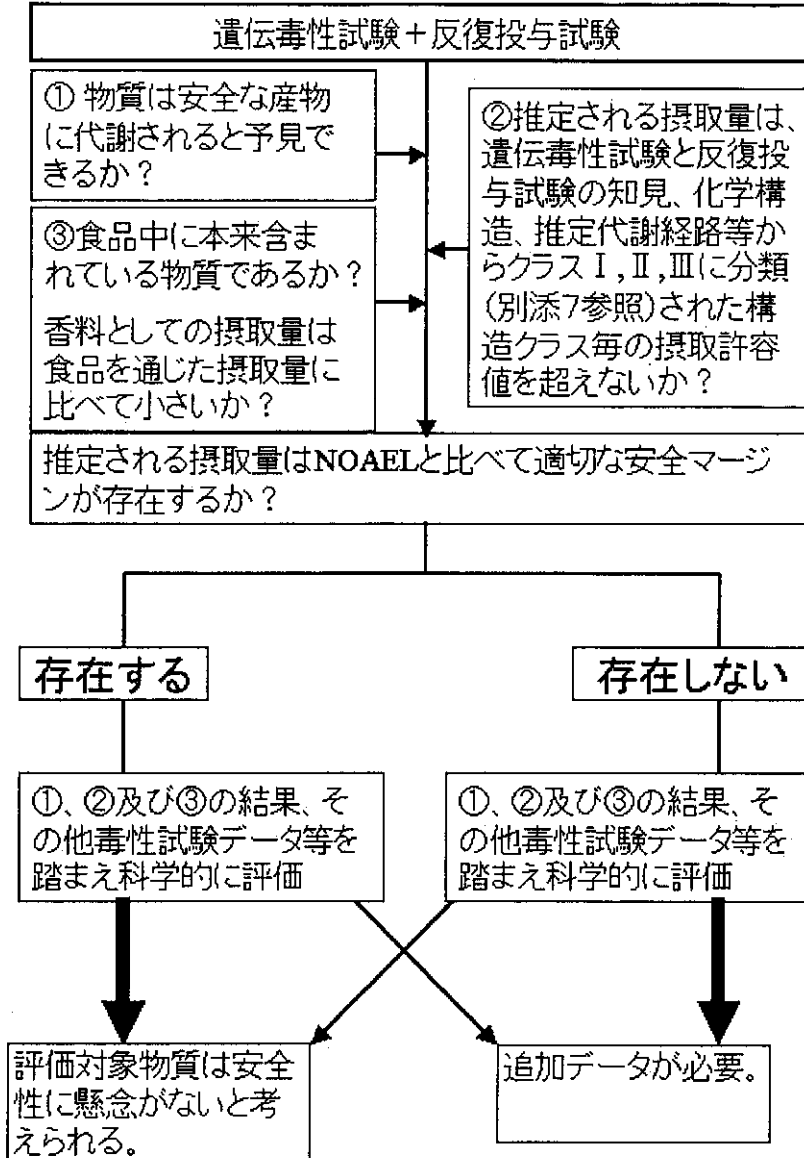 遺伝毒性試験＋反復投与試験
① 物質は安全な産物
に代謝されると予見で
きるか？
②推定される摂取量は、
遺伝毒性試験と反復投
与試験の知見、化学構
造、推定代謝経路等か
らクラスⅠ,Ⅱ,Ⅲに分類
（別添7参照）された構
造クラス毎の摂取許容
値を超えないか？
③食品中に本来含ま
れている物質であるか？
香料としての摂取量は
食品を通じた摂取量に
比べて小さいか？
推定される摂取量はNOAELと比べて適切な安全マージ
ンが存在するか？
存在する
存在しない
①、②及び③の結果、そ
の他毒性試験データ等を
踏まえ科学的に評価
①、②及び③の結果、そ
の他毒性試験データ等を
踏まえ科学的に評価
評価対象物質は安全
性に懸念がないと考
えられる。
追加データが必要。